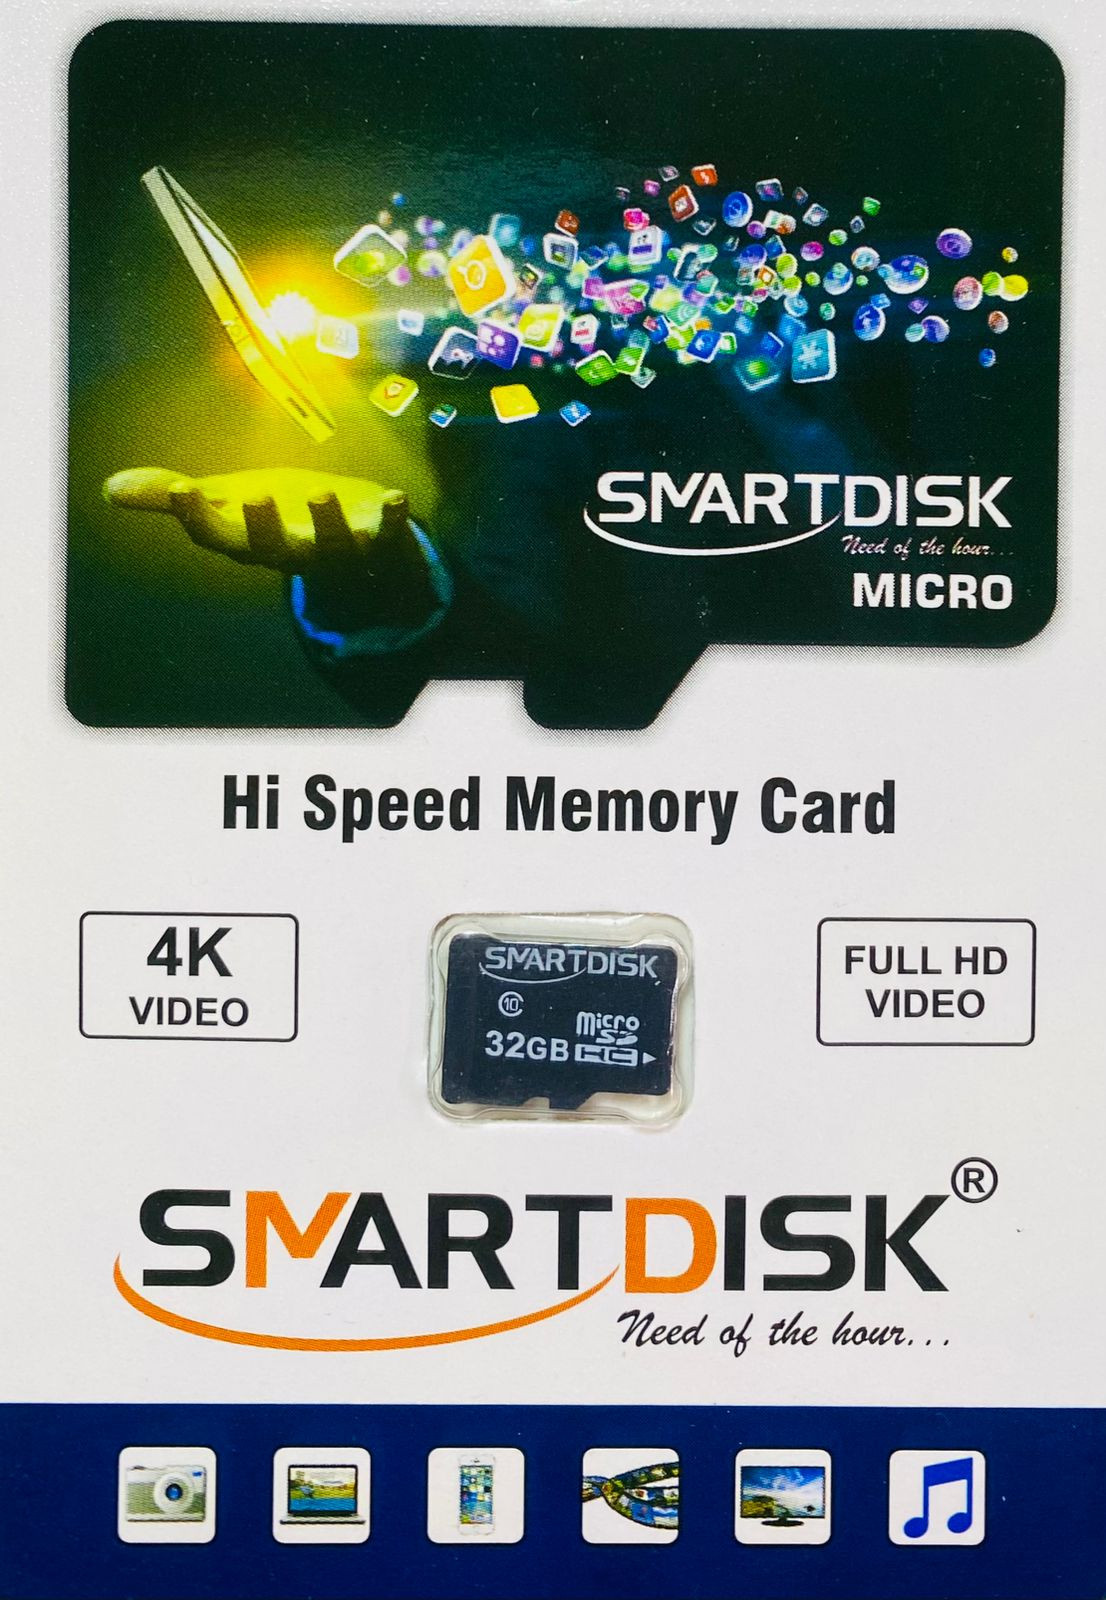 SMARTDISK
Need of the hour...
MICRO
Hi Speed Memory Card
4K
VIDEO
SMARTDISK
10
Micro
SD
32GB HC
FULL HD
VIDEO
SMARTDISK®
Need of the hour...